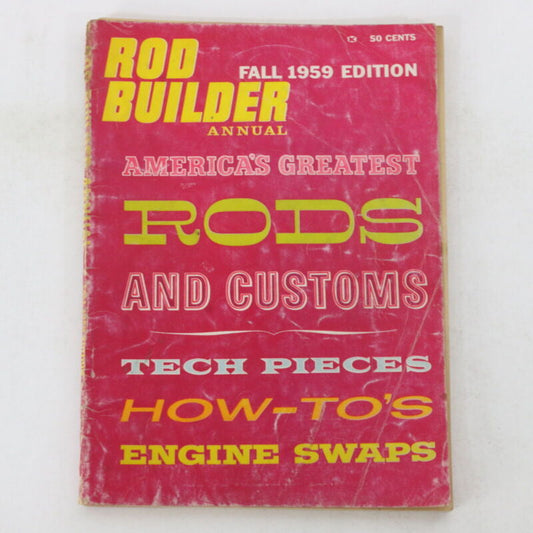 50 CENTS
ROD
BUILDER
ANNUAL
FALL 1959 EDITION
AMERICA'S GREATEST
RODS
AND CUSTOMS
TECH PIECES
HOW-TO'S
ENGINE SWAPS